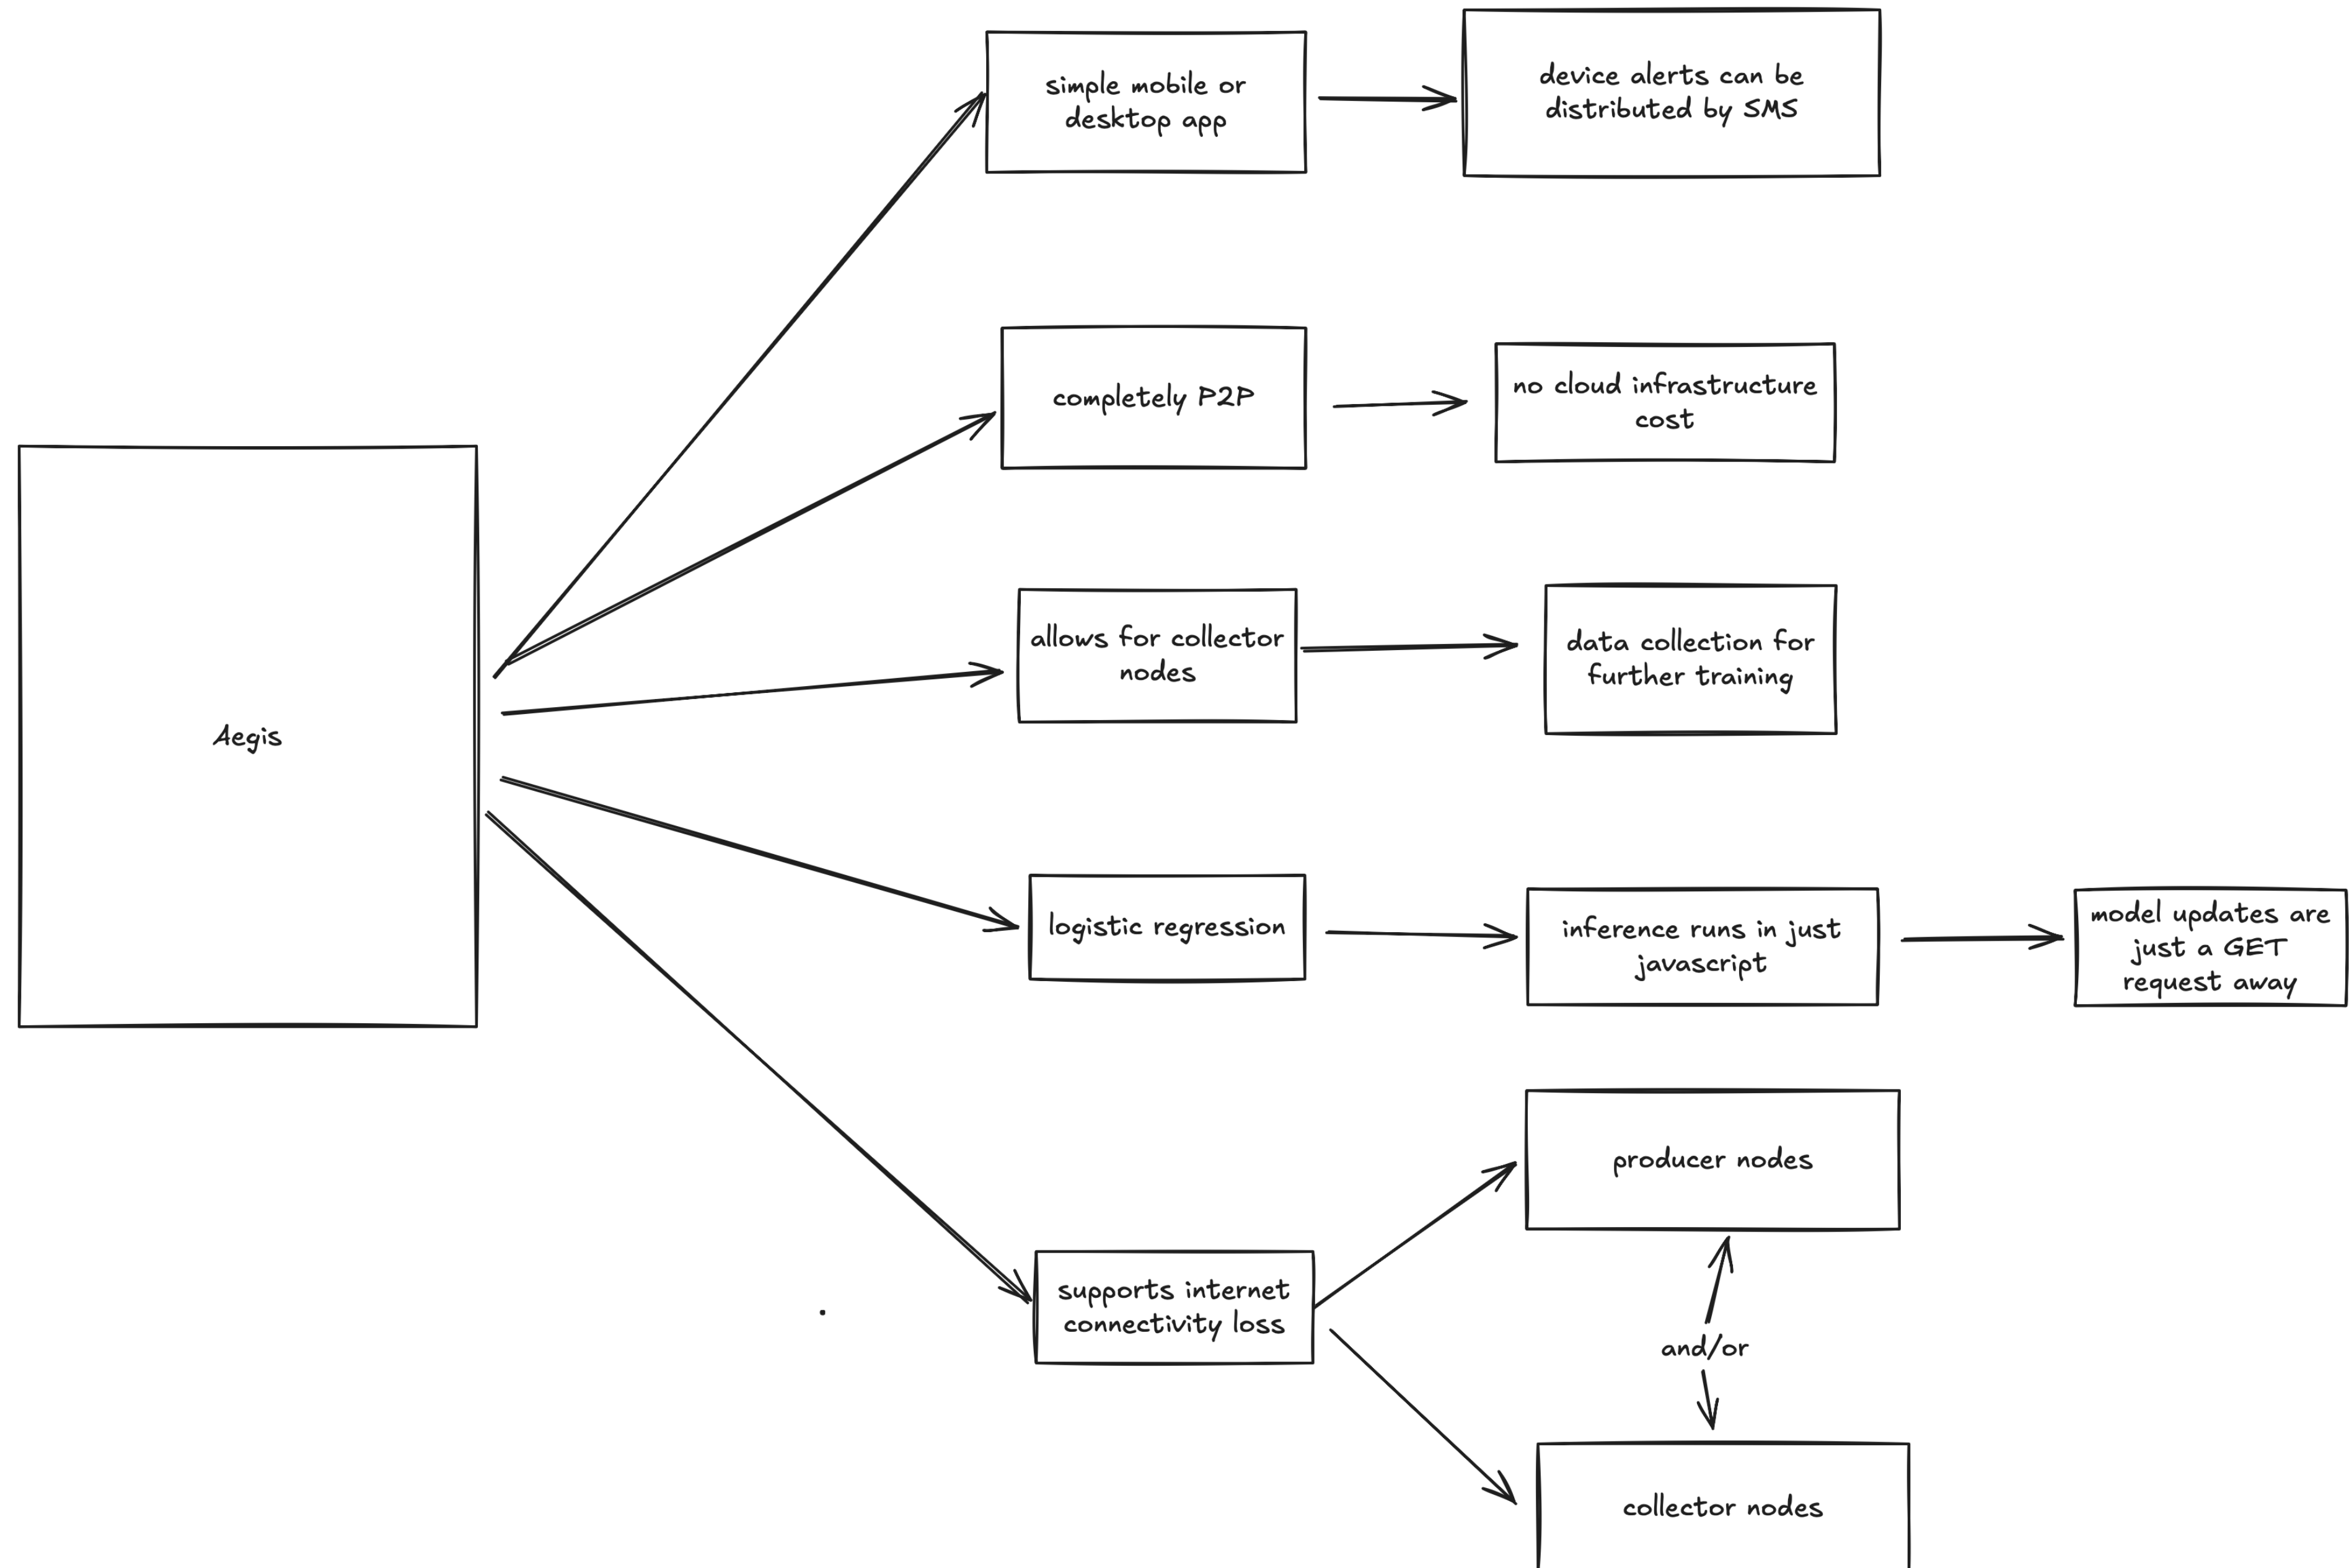 simple mobile or
desktop app
device alerts can be
distributed by SMS
completely P2P
no cloud infrastructure
cost
allows for collector
nodes
data collection for
further training
Aegis
logistic regression
inference runs in just
javascript
model updates are
just a GET
request away
producer nodes
supports internet
connectivity loss
and/or
collector nodes